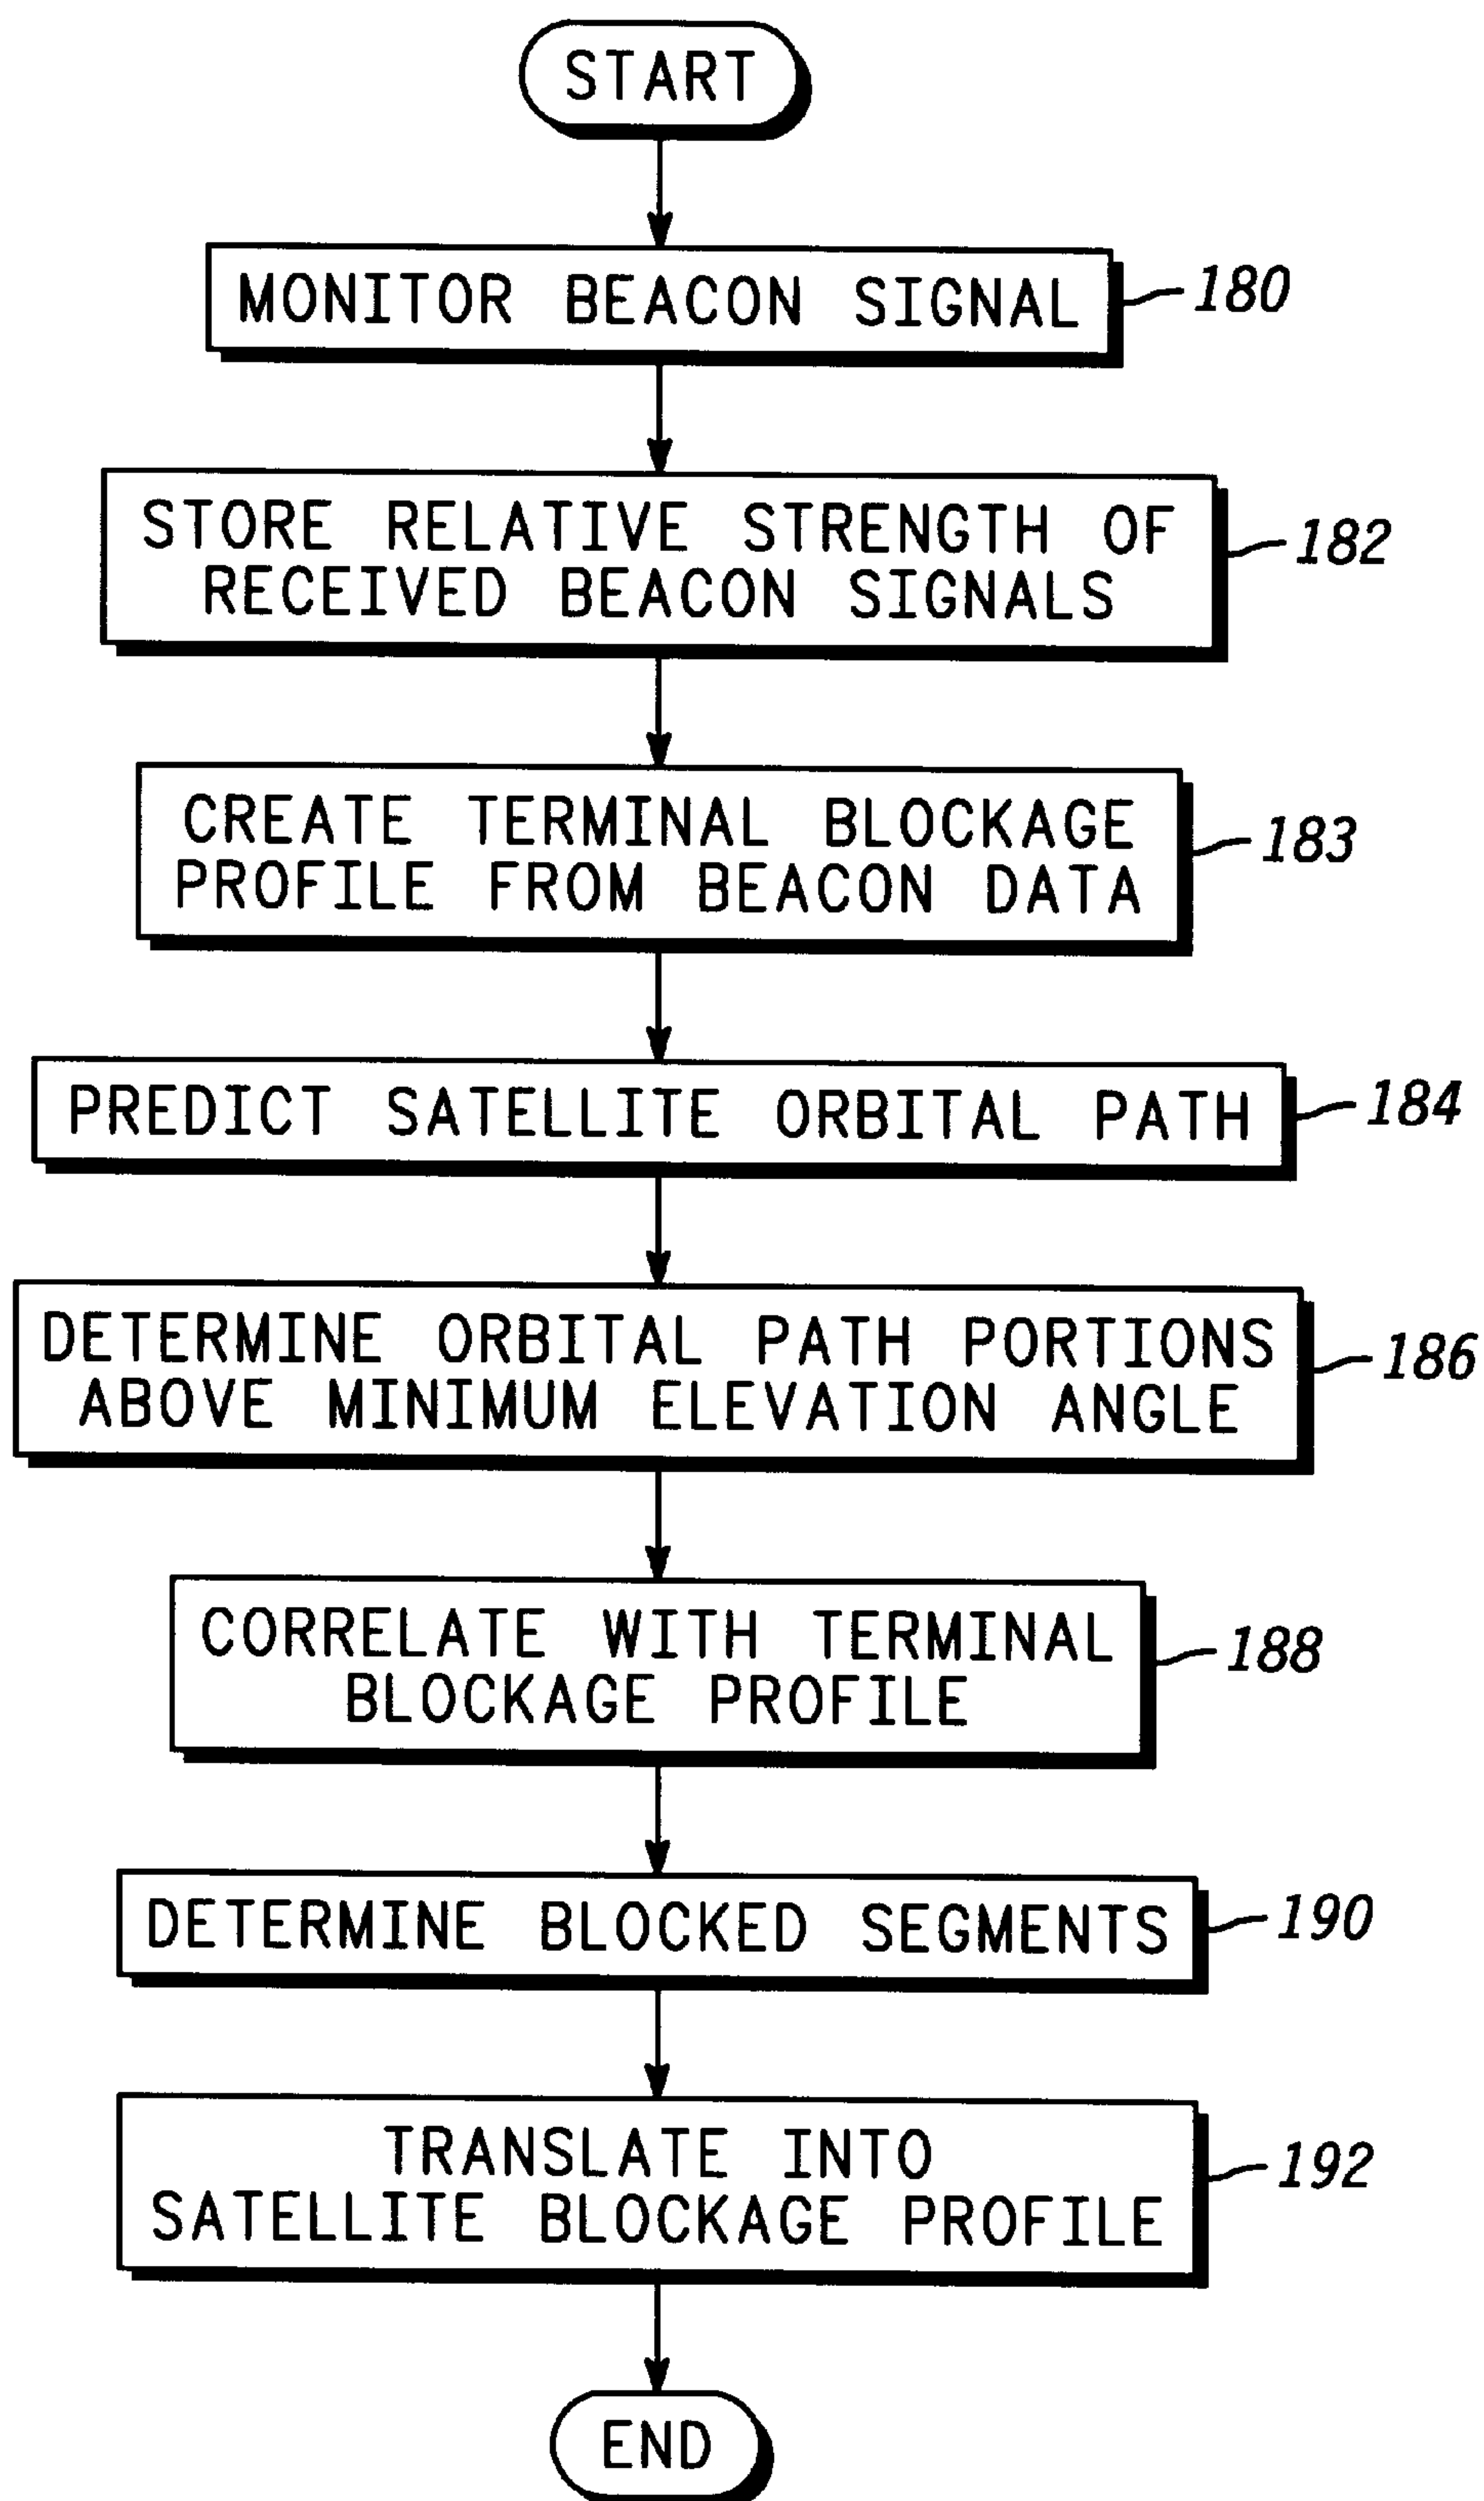 START
MONITOR BEACON SIGNAL
180
STORE RELATIVE STRENGTH OF
RECEIVED BEACON SIGNALS
182
CREATE TERMINAL BLOCKAGE
PROFILE FROM BEACON DATA
183
PREDICT SATELLITE ORBITAL PATH
184
DETERMINE ORBITAL PATH PORTIONS
ABOVE MINIMUM ELEVATION ANGLE
186
CORRELATE WITH TERMINAL
BLOCKAGE PROFILE
188
DETERMINE BLOCKED SEGMENTS
190
TRANSLATE INTO
SATELLITE BLOCKAGE PROFILE
192
END